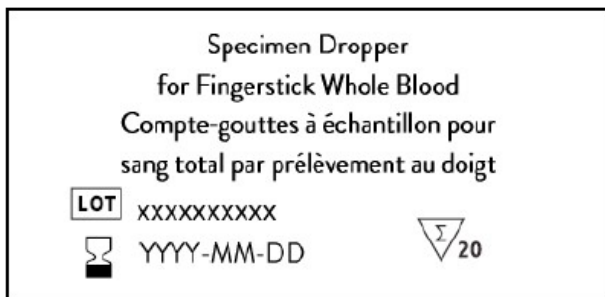 Specimen Dropper
for Fingerstick Whole Blood
Compte-gouttes à échantillon pour
sang total par prélèvement au doigt
LOT XXXXXXXXXX
YYYY-MM-DD
Σ 20